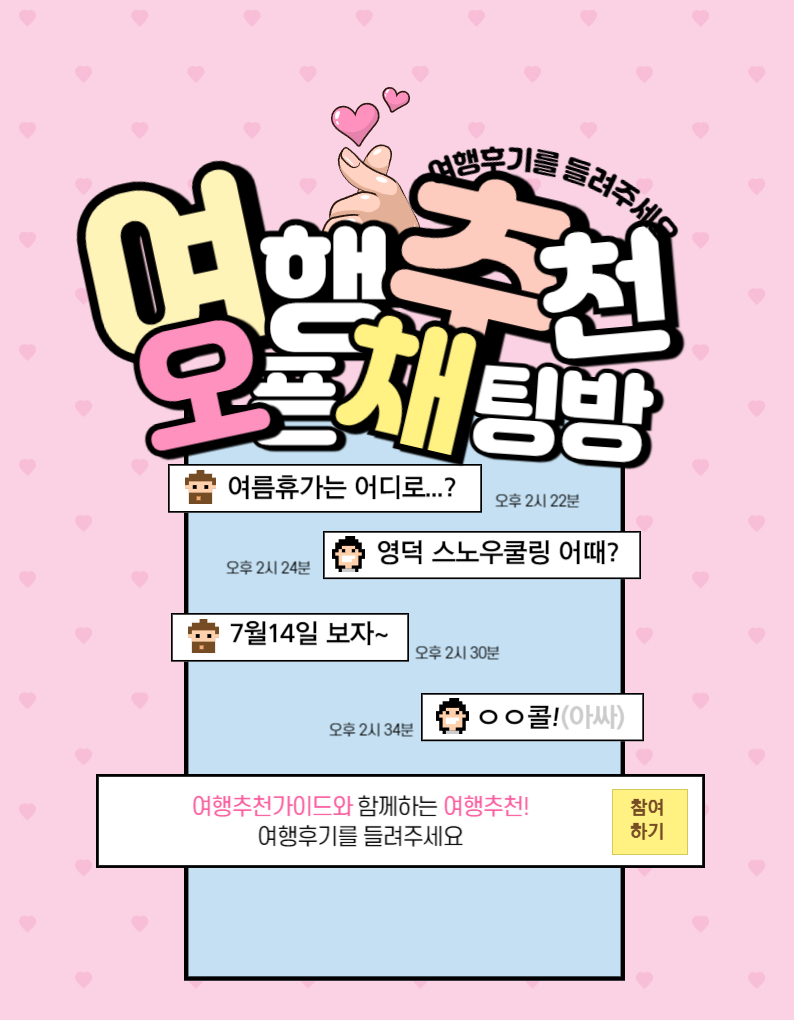 여행후기를 들려주세요
여행추천
오픈채팅방
여름휴가는 어디로...?
오후 2시 22분
영덕 스노우쿨링 어때?
오후 2시 24분
7월14일 보자~
오후 2시 30분
ㅇㅇ콜!(아싸)
오후 2시 34분
여행추천가이드와 함께하는 여행추천!
여행후기를 들려주세요
참여
하기